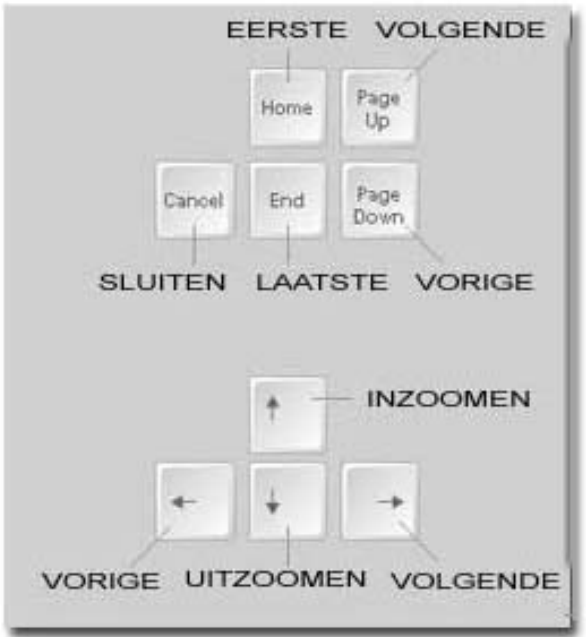 EERSTE VOLGENDE
Home Page Up
Cancel End Page Down
SLUITEN LAATSTE VORIGE
INZOOMEN
VORIGE UITZOOMEN VOLGENDE